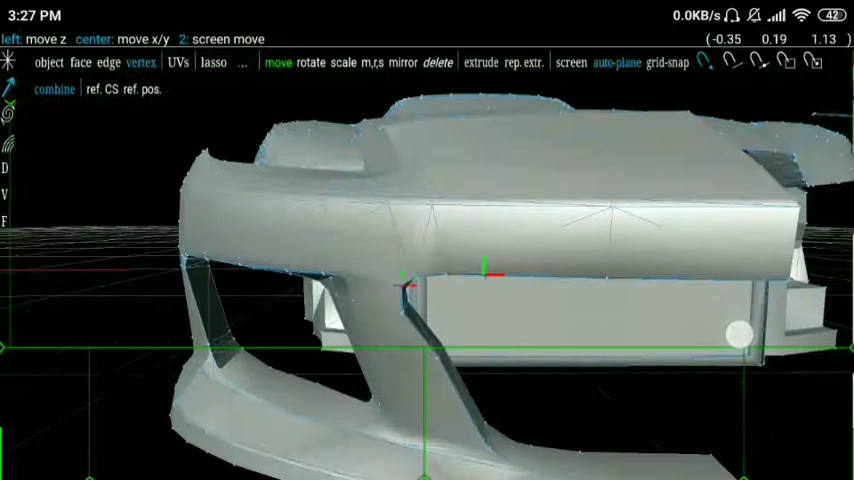 3:27 PM 0.0KB/s 42
left: move z center: move x/y 2: screen move (-0.35 0.19 1.13)
object face edge vertex UVs lasso ... move rotate scale m,r,s mirror delete extrude rep. extr. screen auto-plane grid-snap
combine ref. CS ref. pos.
D
V
F